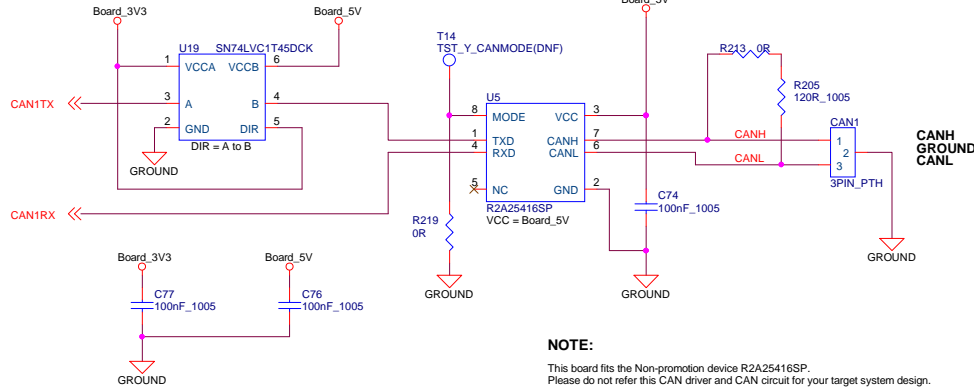 Board_3V3
Board_5V
Board_5V
U19 SN74LVC1T45DCK
1 VCCA VCCB 6
CAN1TX
3 A B 4
2 GND DIR 5
DIR = A to B
GROUND
CAN1RX
T14
TST_Y_CANMODE(DNF)
U5
8 MODE VCC 3
1 TXD CANH 7
4 RXD CANL 6
5 NC GND 2
R2A25416SP
VCC = Board_5V
R219
0R
GROUND
C74
100nF_1005
GROUND
R213 0R
R205
120R_1005
CANH
CANL
CAN1
1
2
3
3PIN_PTH
GROUND
CANH
GROUND
CANL
Board_3V3
C77
100nF_1005
GROUND
Board_5V
C76
100nF_1005
NOTE:
This board fits the Non-promotion device R2A25416SP.
Please do not refer this CAN driver and CAN circuit for your target system design.